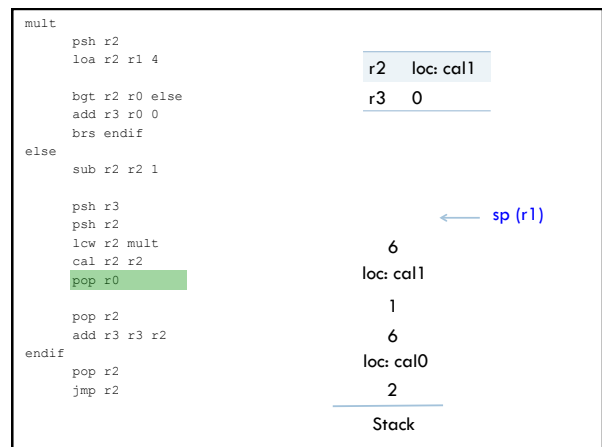 mult
psh r2
loa r2 r1 4
bgt r2 r0 else
add r3 r0 0
brs endif
else
sub r2 r2 1
psh r3
psh r2
lcw r2 mult
cal r2 r2
pop r0
pop r2
add r3 r3 r2
endif
pop r2
jmp r2
r2 loc: cal1
r3 0
sp (r1)
6
loc: cal1
1
6
loc: cal0
2
Stack